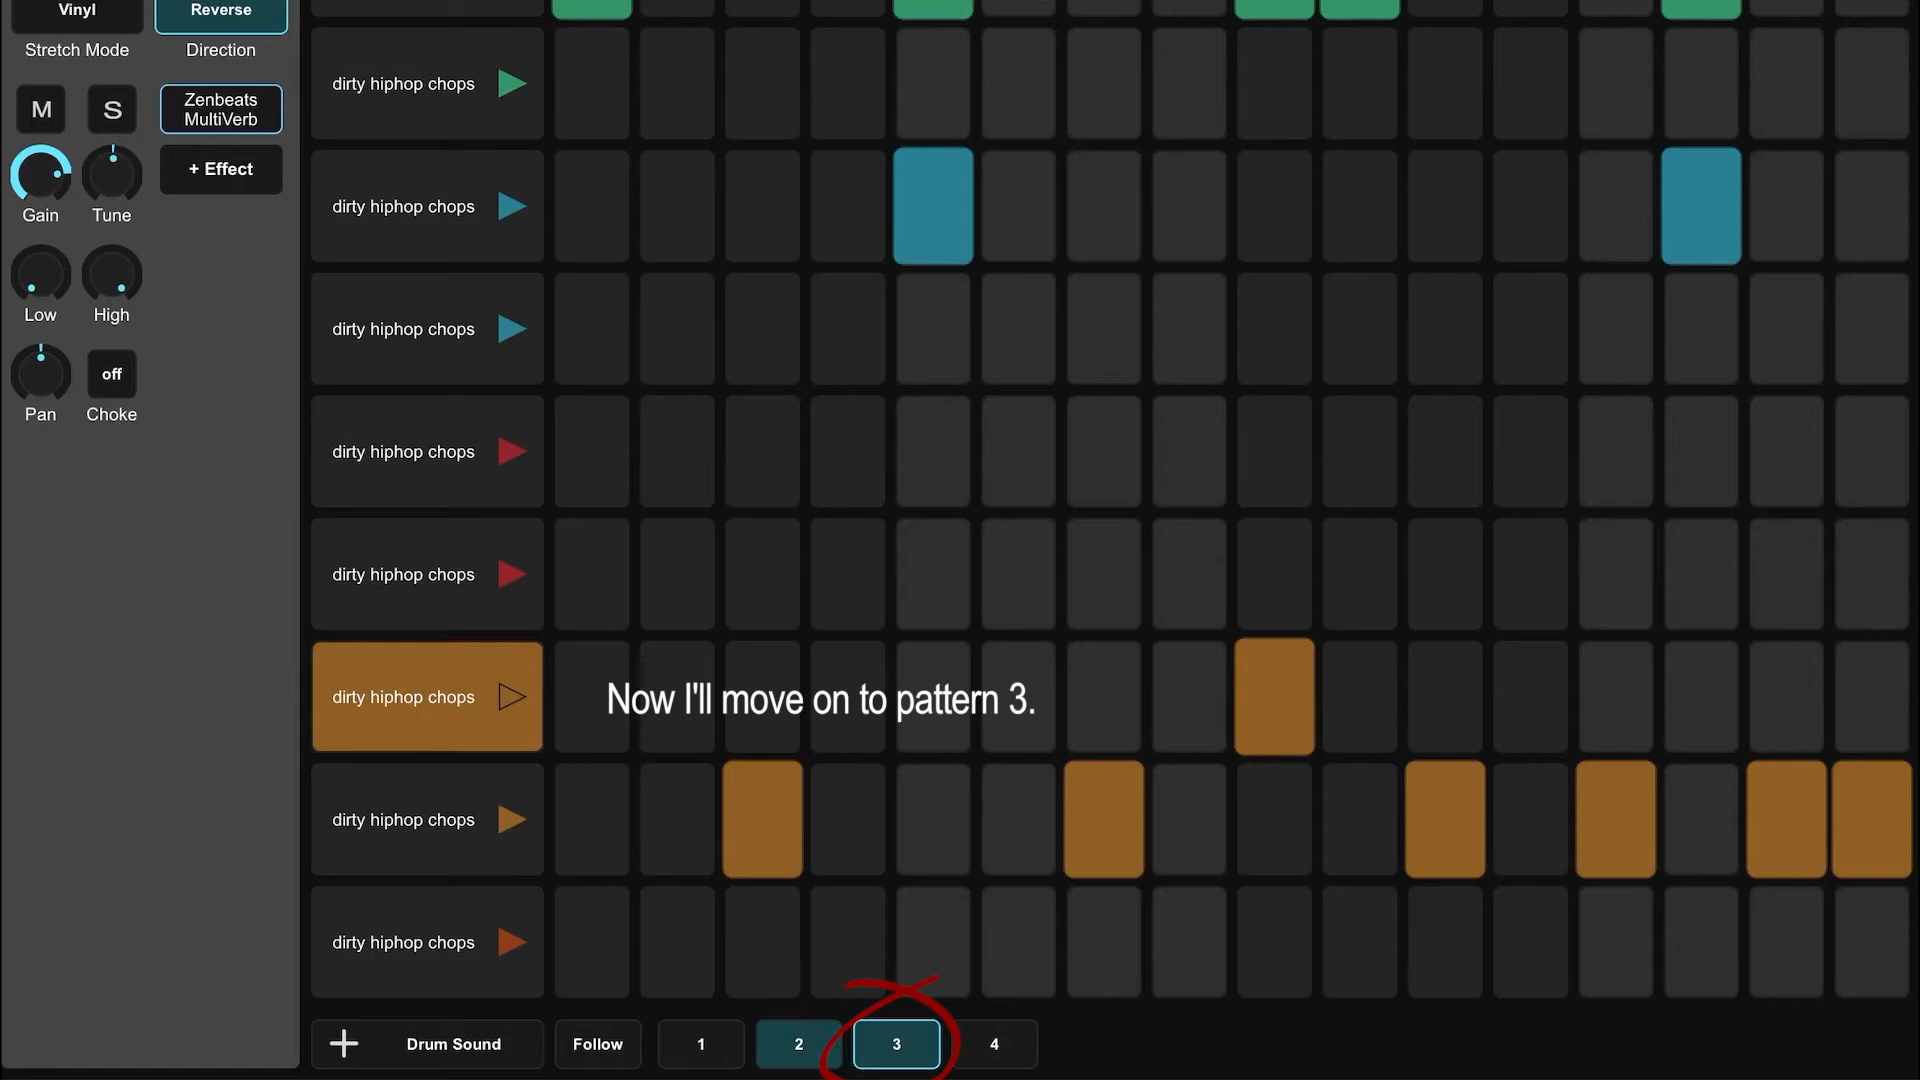 Vinyl
Reverse
Stretch Mode
Direction
M
S
Zenbeats
MultiVerb
+ Effect
Gain
Tune
Low
High
off
Pan
Choke
dirty hiphop chops
dirty hiphop chops
dirty hiphop chops
dirty hiphop chops
dirty hiphop chops
dirty hiphop chops
Now I'll move on to pattern 3.
dirty hiphop chops
dirty hiphop chops
+ Drum Sound
Follow
1
2
3
4